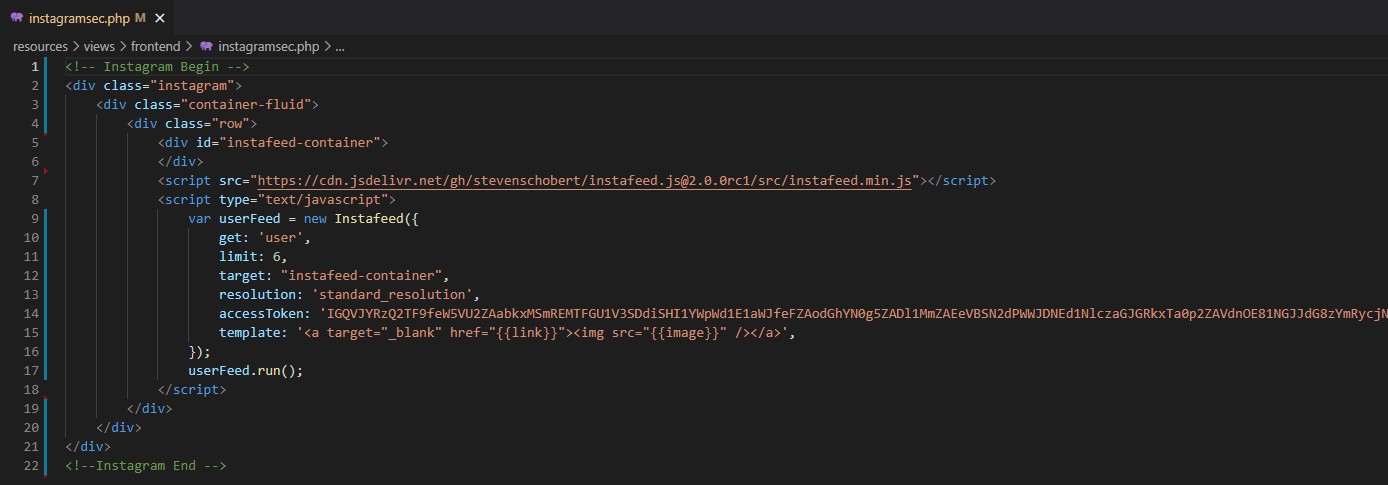 instagramsec.php M ✕
resources > views > frontend > instagramsec.php > ...
1 <!-- Instagram Begin -->
2 <div class="instagram">
3     <div class="container-fluid">
4         <div class="row">
5             <div id="instafeed-container">
6             </div>
7             <script src="https://cdn.jsdelivr.net/gh/stevenschobert/instafeed.js@2.0.0rc1/src/instafeed.min.js"></script>
8             <script type="text/javascript">
9                 var userFeed = new Instafeed({
10                     get: 'user',
11                     limit: 6,
12                     target: "instafeed-container",
13                     resolution: 'standard_resolution',
14                     accessToken: 'IGQVJYRzQ2TF9feW5VU2ZAabkxMSmREMTFGU1V3SDdiSHI1YWpWd1E1aWJfeFZAodGhYN0g5ZADl1MmZAEeVBSN2dPWWJDNEd1NlczaGJGRkxTa0p2ZAVdnOE81NGJJdG8zYmRycjN
15                     template: '<a target="_blank" href="{{link}}"><img src="{{image}}" /></a>',
16                 });
17                 userFeed.run();
18             </script>
19         </div>
20     </div>
21 </div>
22 <!--Instagram End -->